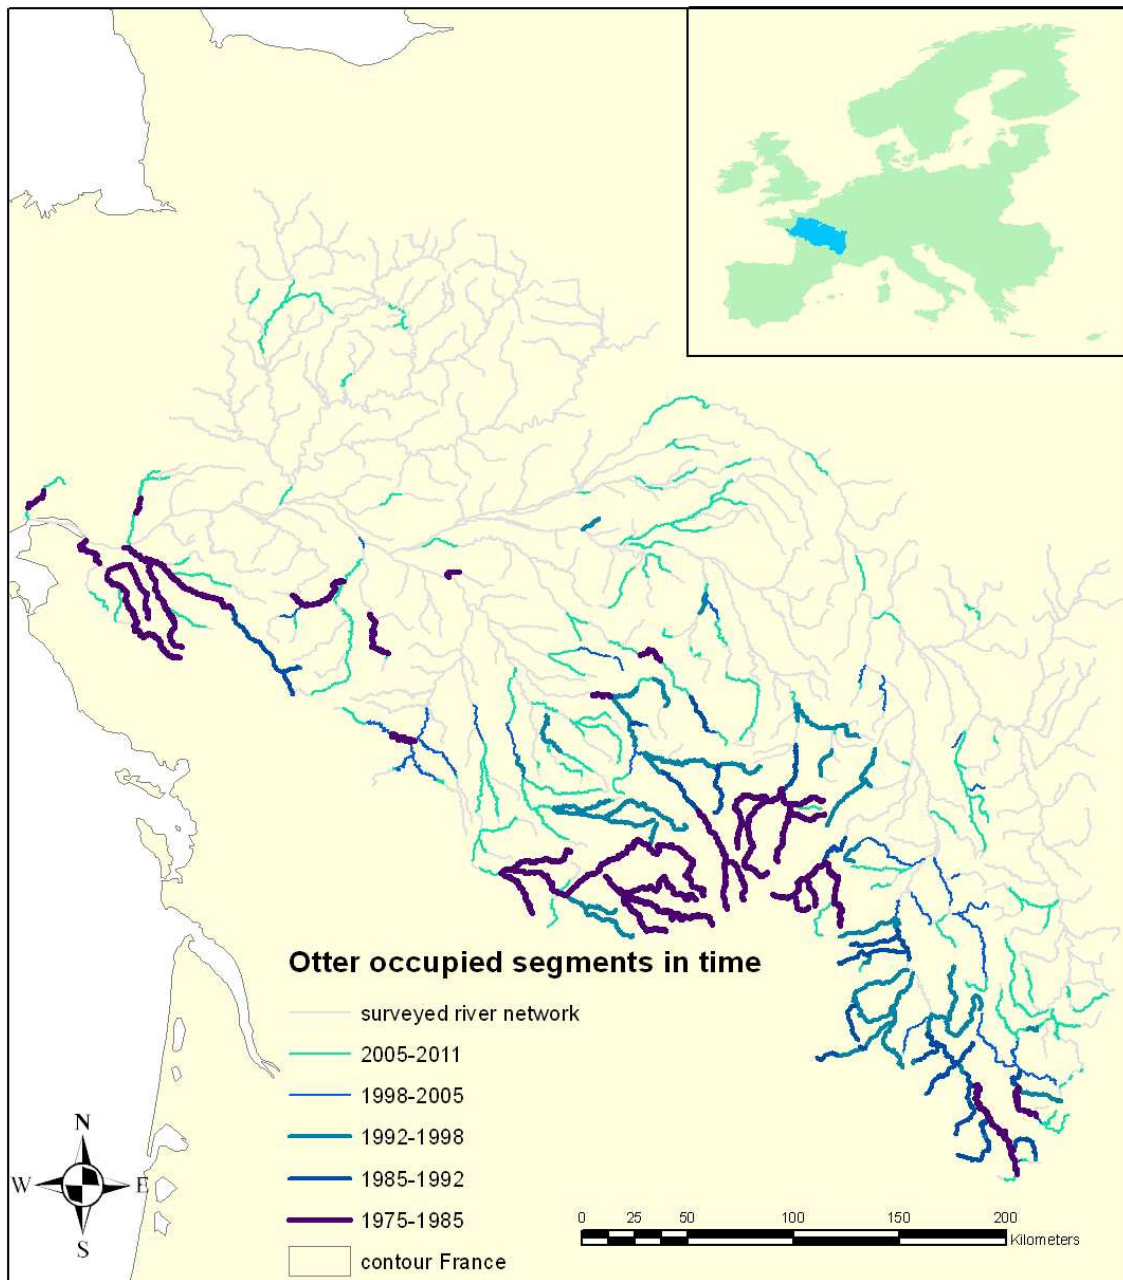 Otter occupied segments in time
surveyed river network
2005-2011
1998-2005
1992-1998
1985-1992
1975-1985
contour France
N
W E
S
0 25 50 100 150 200
Kilometers